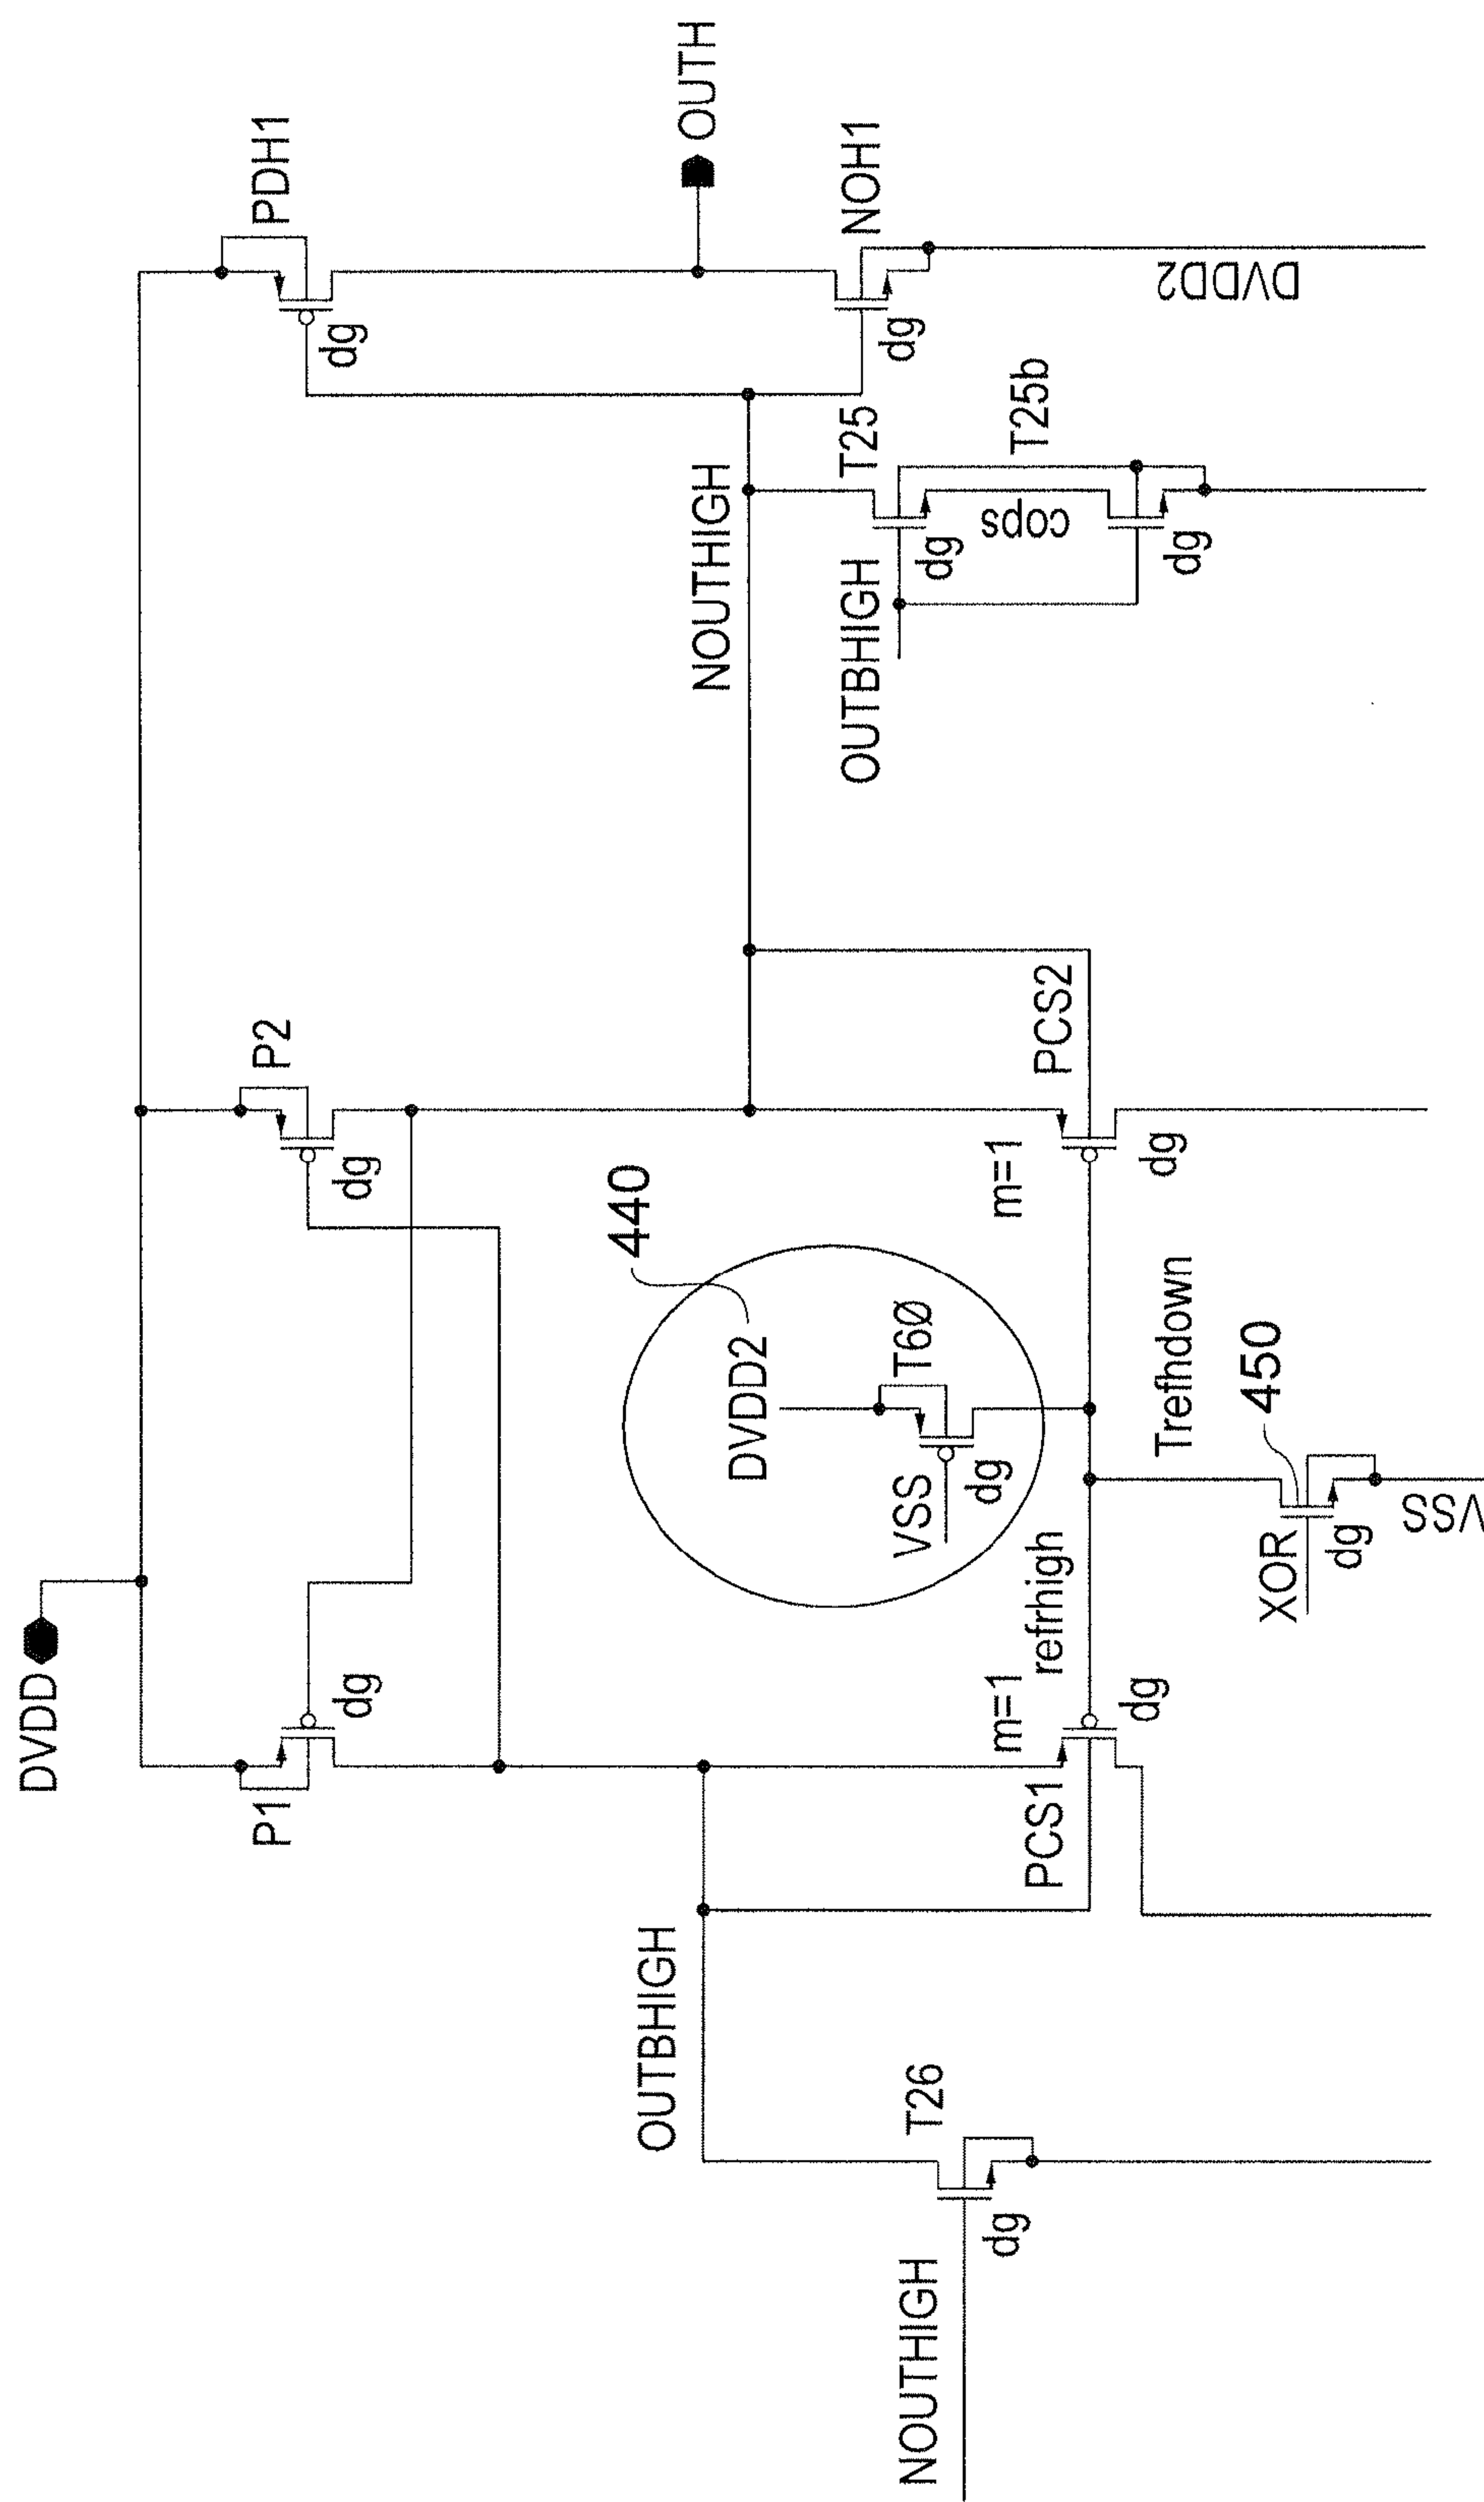 DVDD
P1
dg
P2
dg
PDH1
dg
OUTH
OUTBHIGH
NOUTHIGH
440
DVDD2
T6Ø
VSS
dg
NOUTHIGH
T26
dg
PCS1
m=1
dg
refrhigh
Trefhdown
m=1
PCS2
dg
OUTBHIGH
T25
dg
cops
T25b
dg
NOH1
dg
DVDD2
XOR
450
dg
VSS